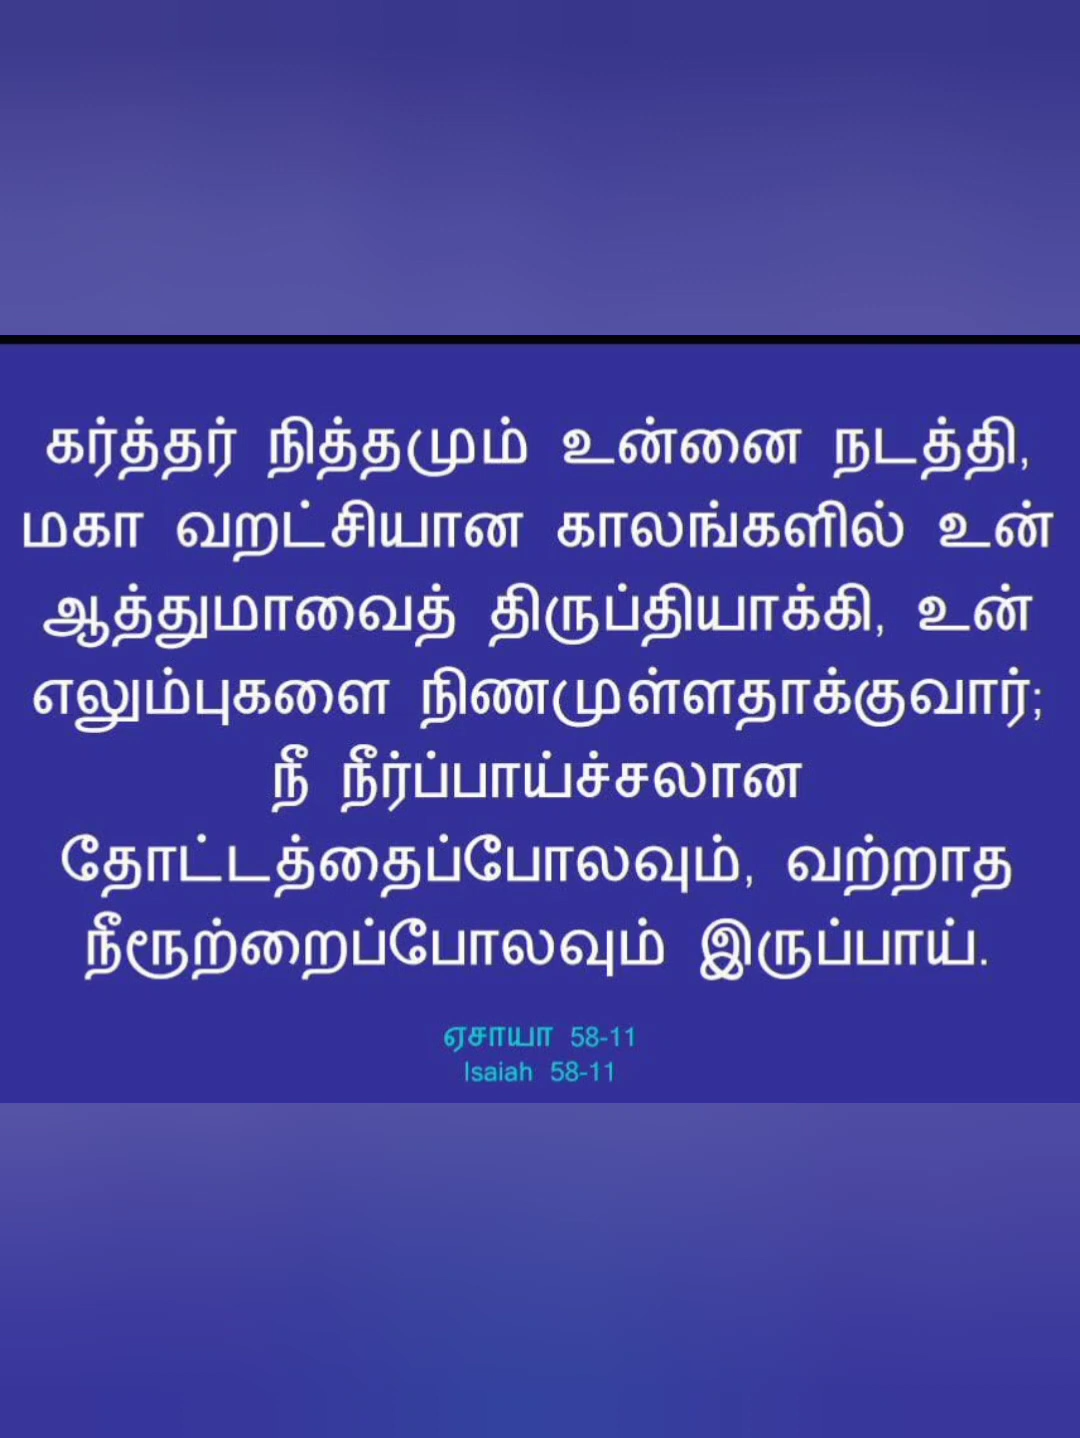 கர்த்தர் நித்தமும் உன்னை நடத்தி,
மகா வறட்சியான காலங்களில் உன்
ஆத்துமாவைத் திருப்தியாக்கி, உன்
எலும்புகளை நிணமுள்ளதாக்குவார்;
நீ நீர்ப்பாய்ச்சலான
தோட்டத்தைப்போலவும், வற்றாத
நீரூற்றைப்போலவும் இருப்பாய்.
ஏசாயா 58-11
Isaiah 58-11